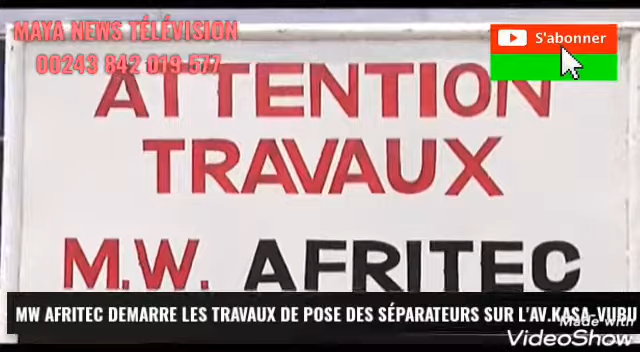 MAYA NEWS TÉLÉVISION
00243 842 019 577
S'abonner
ATTENTION
TRAVAUX
M.W. AFRITEC
MW AFRITEC DEMARRE LES TRAVAUX DE POSE DES SÉPARATEURS SUR L'AV.KASA-VUBU
Made with
VideoShow